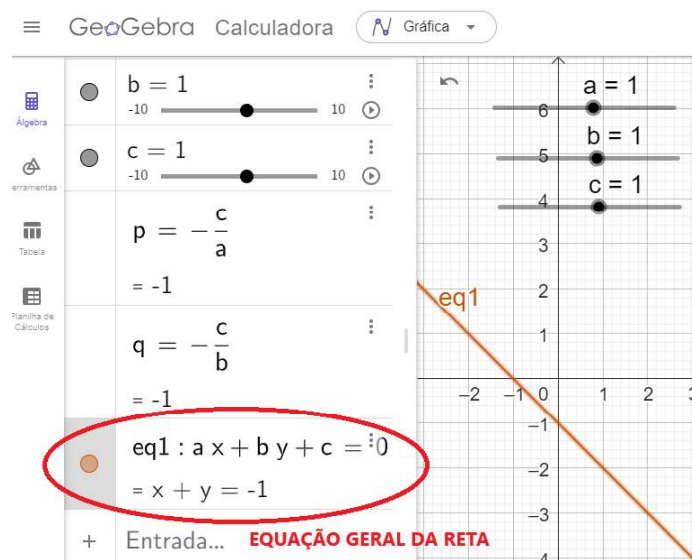 GeoGebra Calculadora Gráfica
b = 1
-10 10
Álgebra
c = 1
-10 10
erramentas
p = - c/a
= -1
Tabela
q = - c/b
= -1
Planilha de
Cálculos
eq1 : a x + b y + c = 0
= x + y = -1
+ Entrada...
EQUAÇÃO GERAL DA RETA
a = 1
b = 1
c = 1
eq1
6
5
4
3
2
1
-2 -1 0 1 2 3
-1
-2
-3